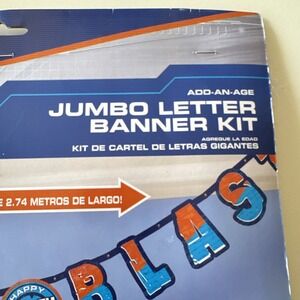 ADD-AN-AGE
JUMBO LETTER
BANNER KIT
AGREGUE LA EDAD
KIT DE CARTEL DE LETRAS GIGANTES
E 2.74 METROS DE LARGO!
BLAS
HAPPY